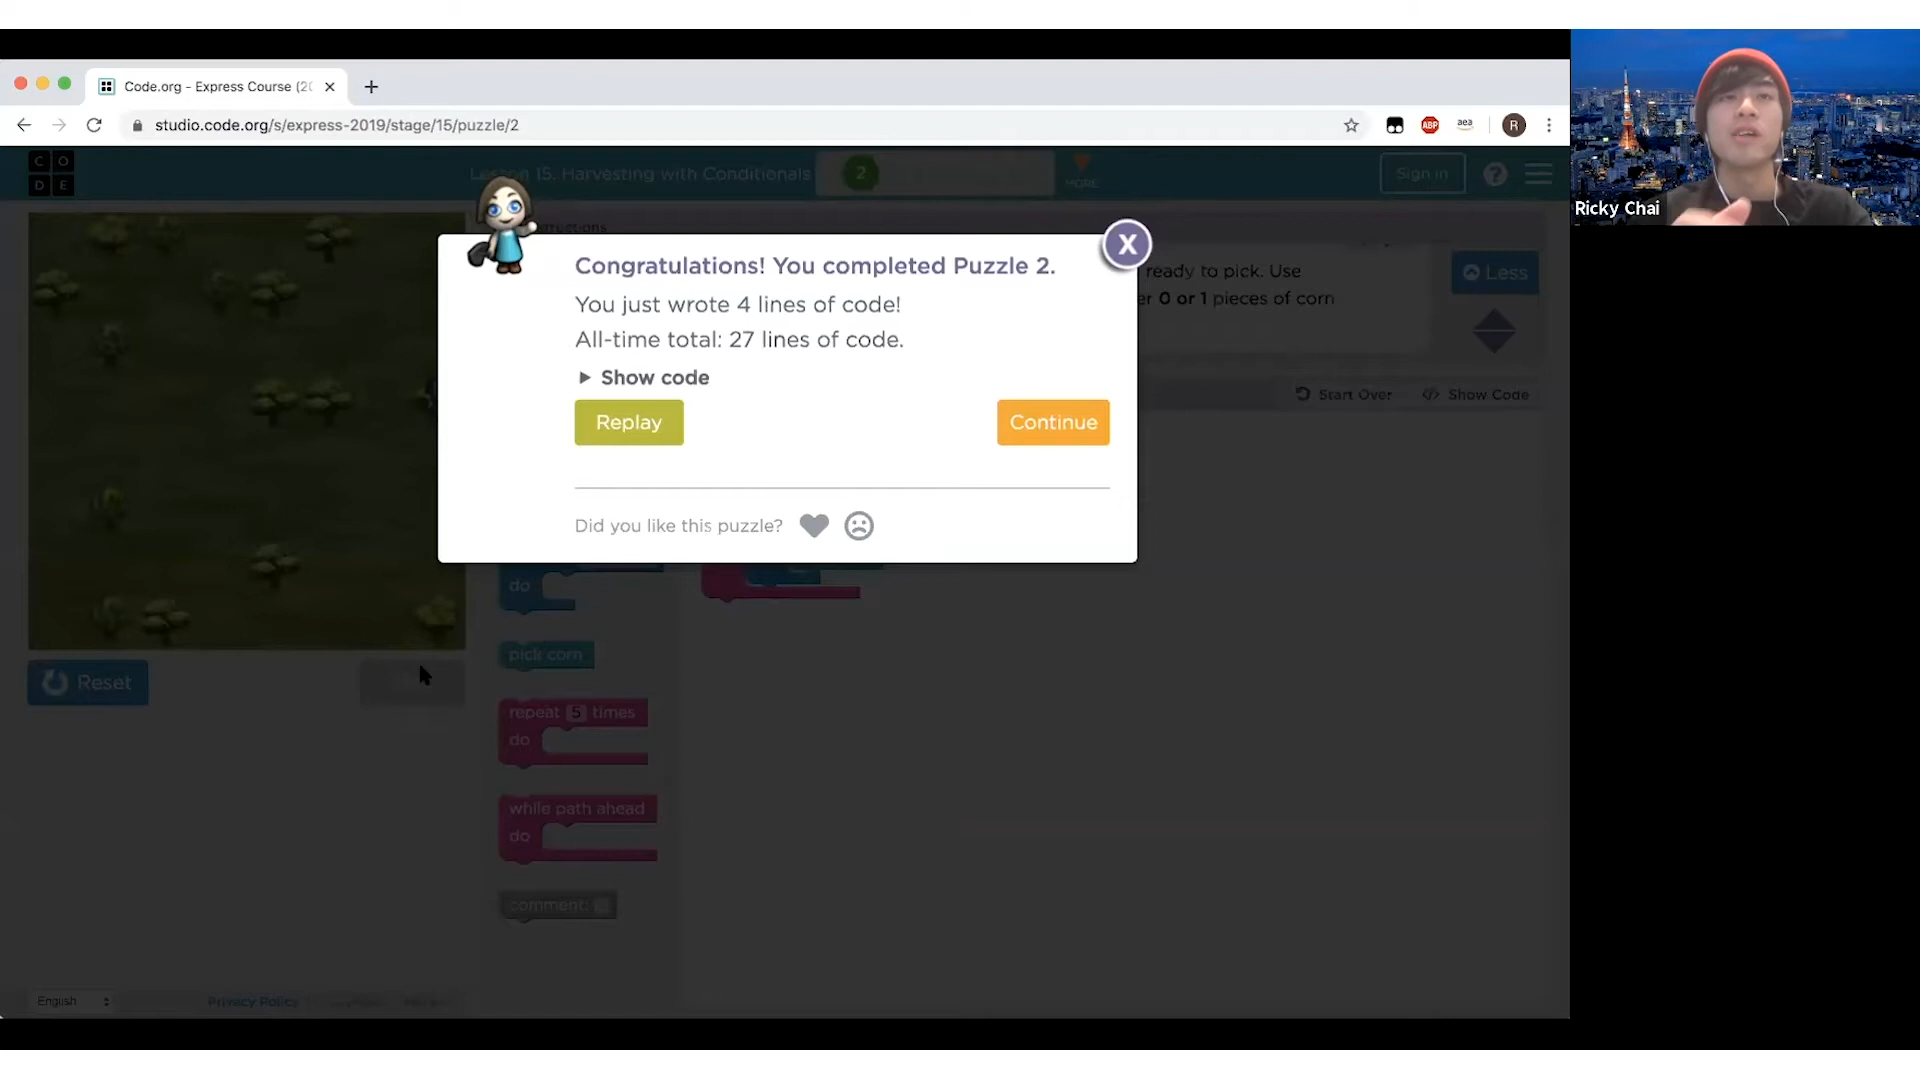 Code.org - Express Course (20
studio.code.org/s/express-2019/stage/15/puzzle/2
ABP
aea
R
C O
D E
15. Harvesting with Conditionals
2
MORE
Sign in
Ricky Chai
Congratulations! You completed Puzzle 2.
X
ready to pick. Use
Less
You just wrote 4 lines of code!
0 or 1 pieces of corn
All-time total: 27 lines of code.
Show code
Start Over
Show Code
Replay
Continue
Did you like this puzzle?
do
pick corn
Reset
repeat 5 times
do
while path ahead
do
comment:
English
Privacy Policy